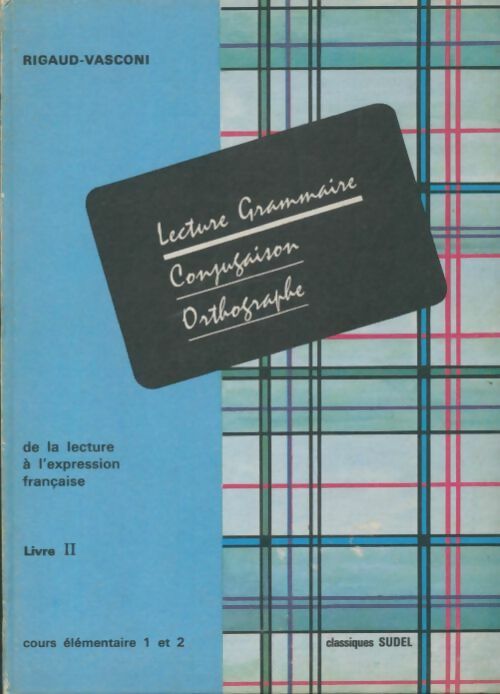 RIGAUD-VASCONI
Lecture Grammaire
Conjugaison
Orthographe
de la lecture
à l'expression
française
Livre II
cours élémentaire 1 et 2
classiques SUDEL